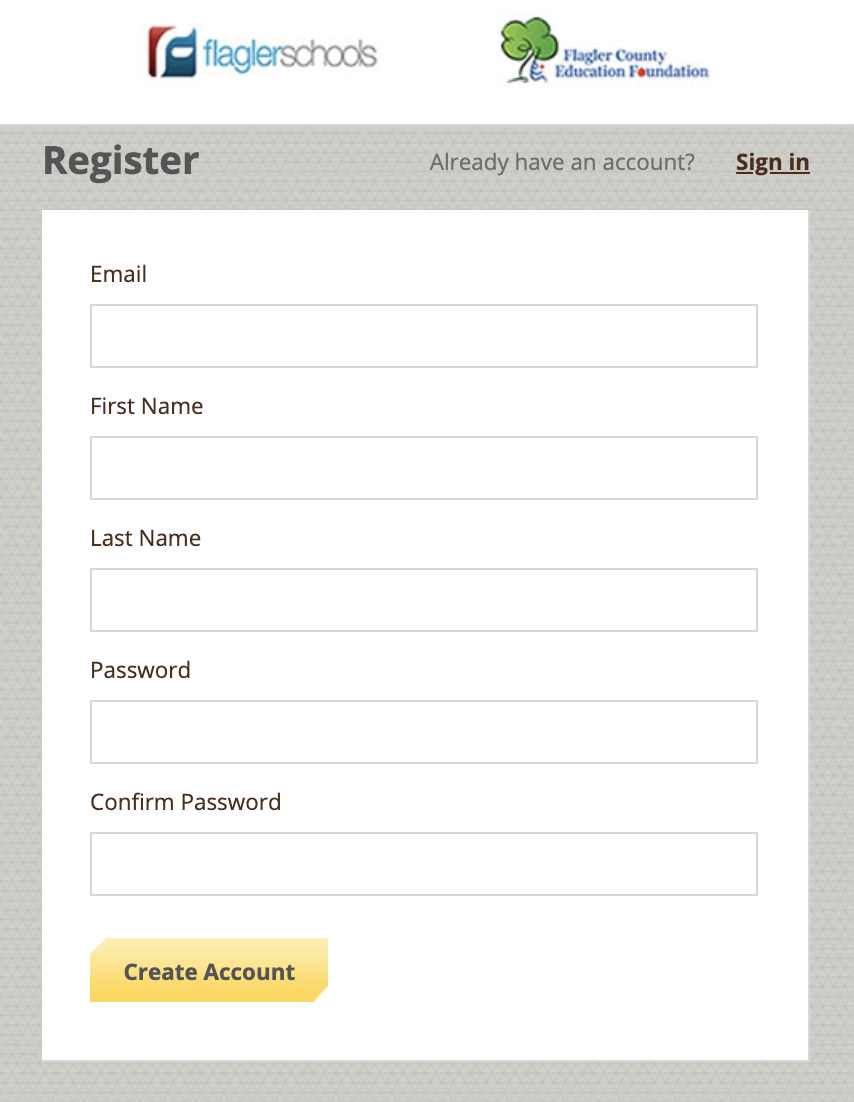 flaglerschools
Flagler County
Education Foundation
Register
Already have an account? Sign in
Email
First Name
Last Name
Password
Confirm Password
Create Account